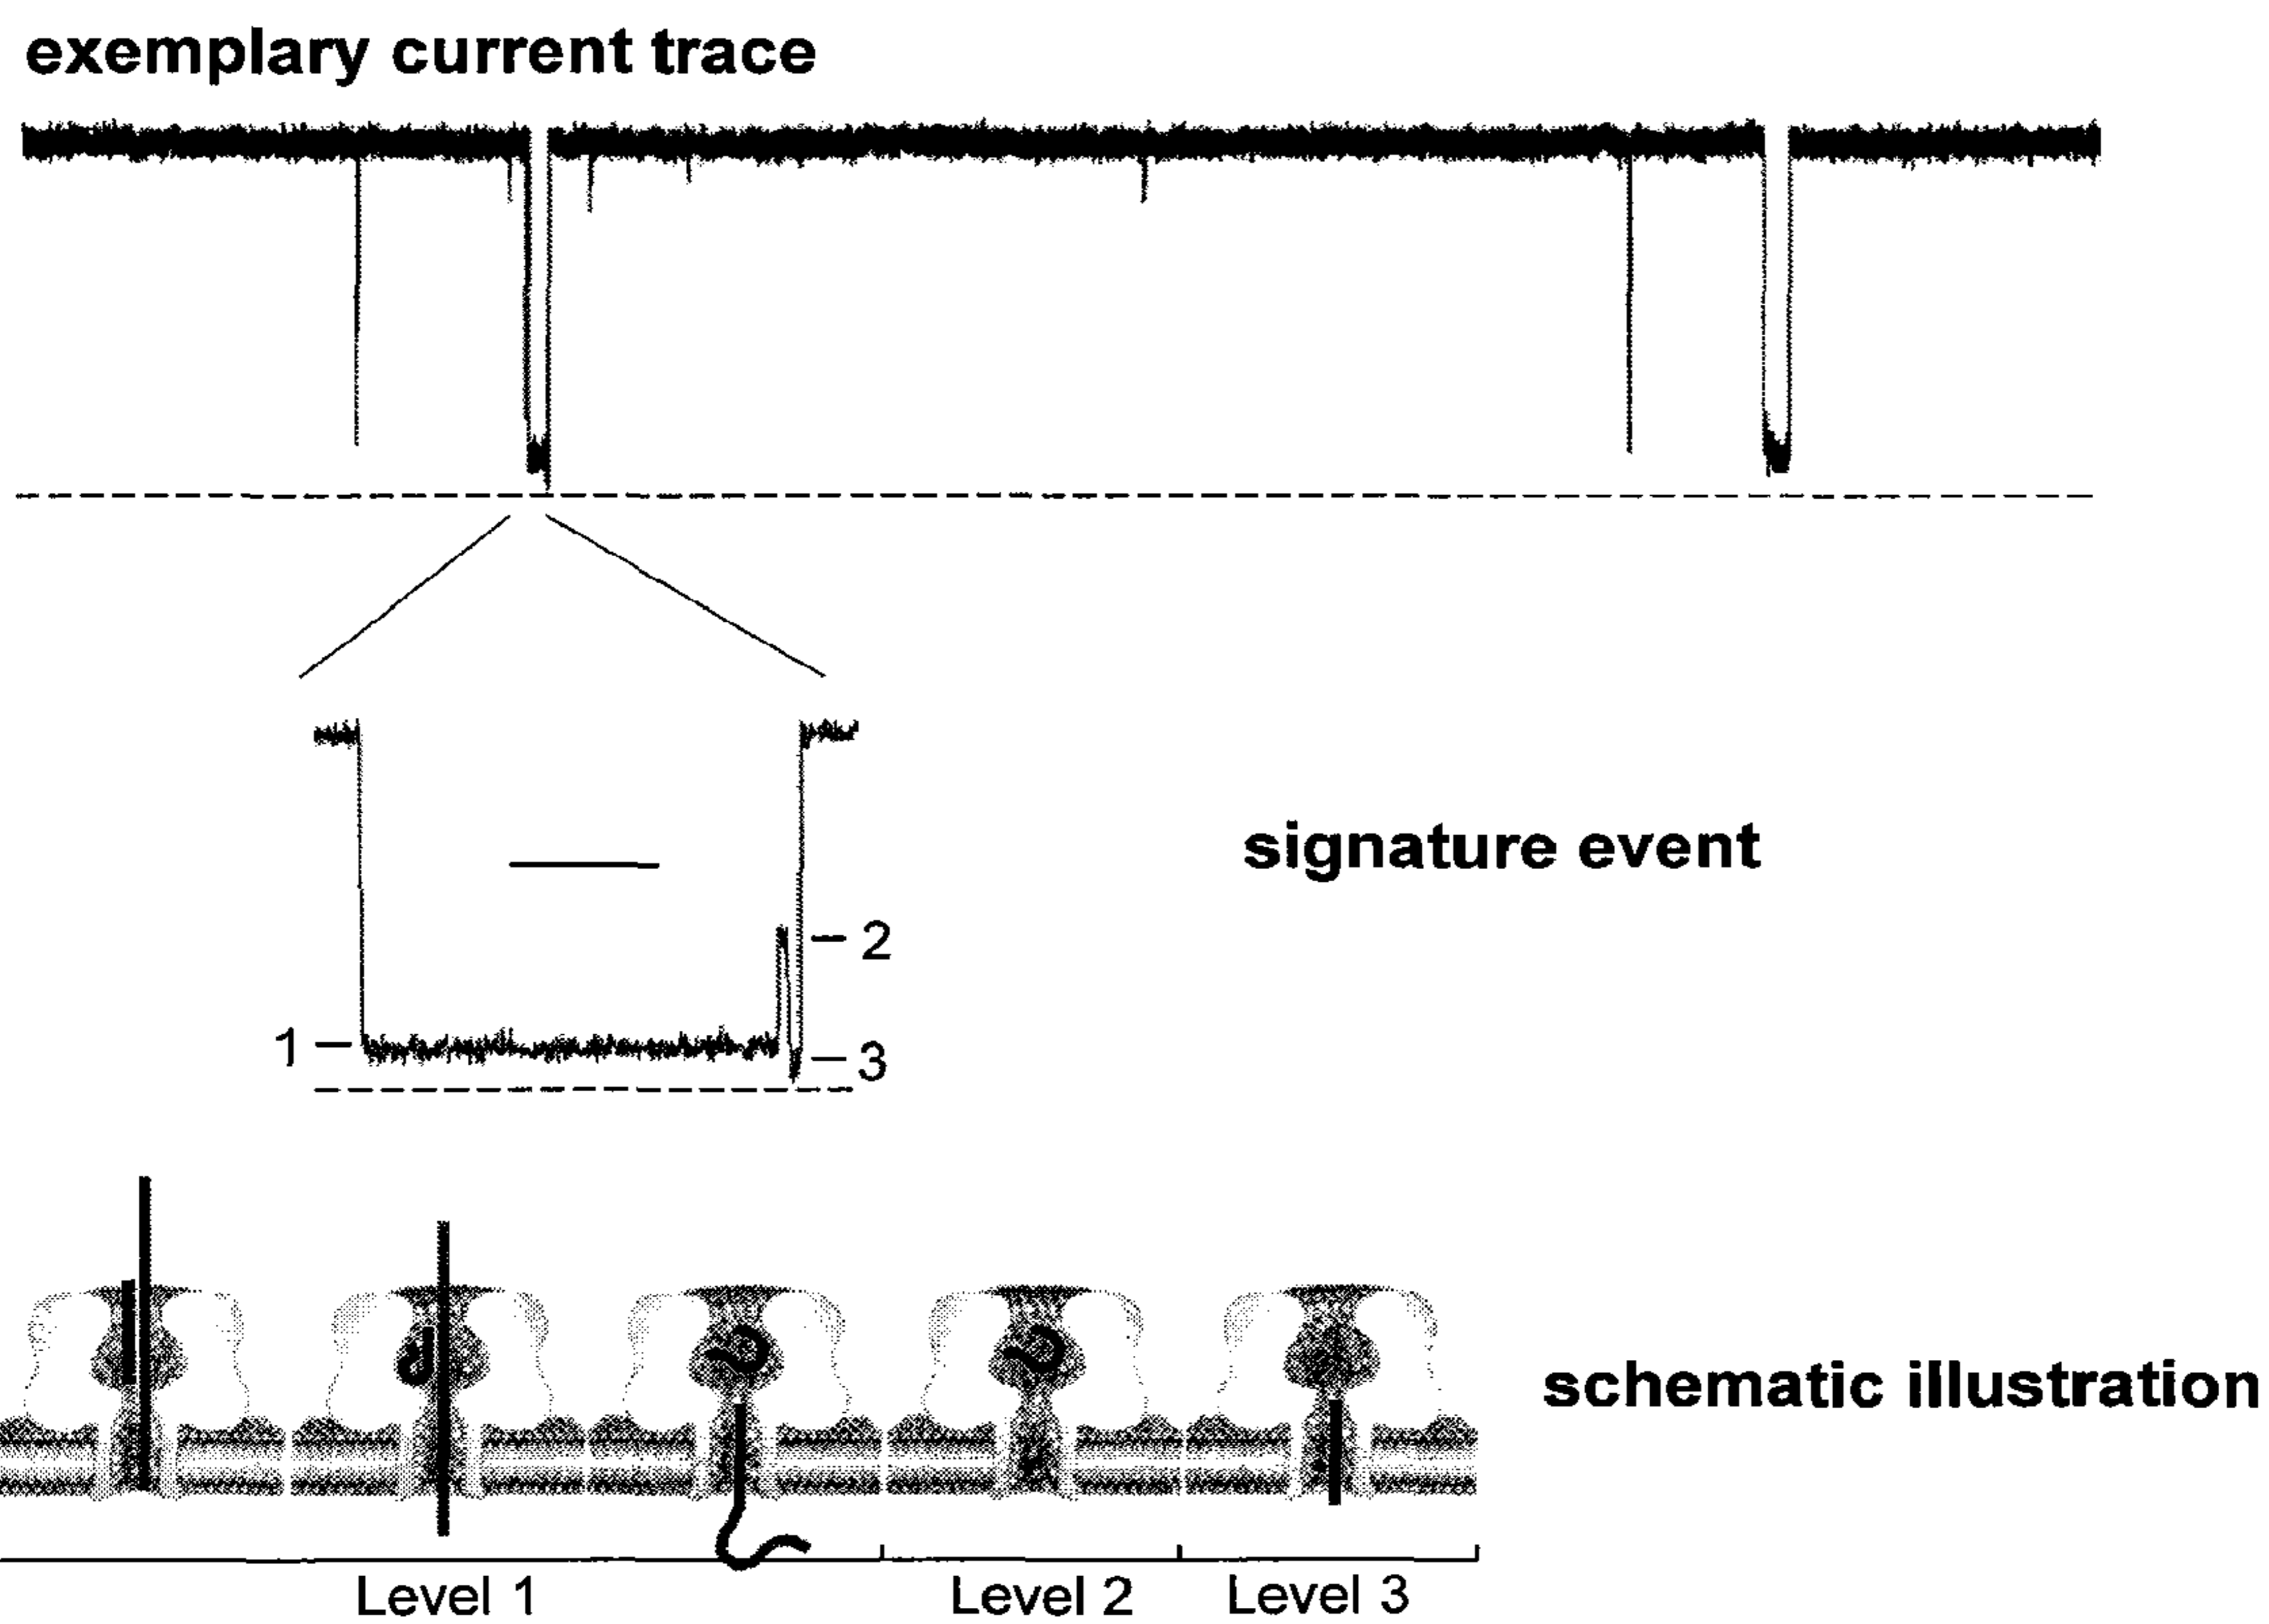 exemplary current trace
signature event
2
1
3
schematic illustration
Level 1
Level 2
Level 3